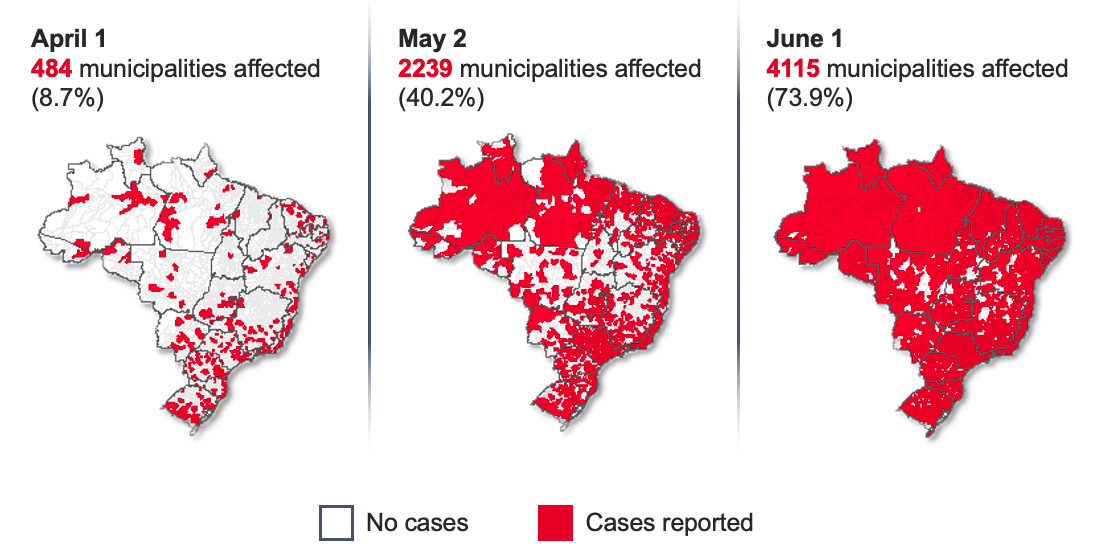 April 1
484 municipalities affected
(8.7%)
May 2
2239 municipalities affected
(40.2%)
June 1
4115 municipalities affected
(73.9%)
No cases
Cases reported